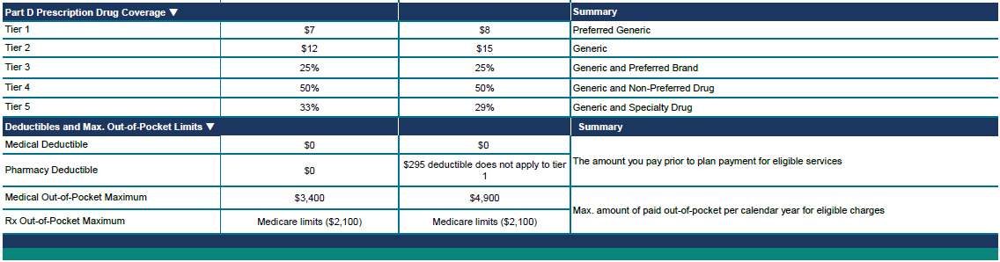 Part D Prescription Drug Coverage ▼ Summary
Tier 1 $7 $8 Preferred Generic
Tier 2 $12 $15 Generic
Tier 3 25% 25% Generic and Preferred Brand
Tier 4 50% 50% Generic and Non-Preferred Drug
Tier 5 33% 29% Generic and Specialty Drug
Deductibles and Max. Out-of-Pocket Limits ▼ Summary
Medical Deductible $0 $0
Pharmacy Deductible $0 $295 deductible does not apply to tier
1
The amount you pay prior to plan payment for eligible services
Medical Out-of-Pocket Maximum $3,400 $4,900
Rx Out-of-Pocket Maximum Medicare limits ($2,100) Medicare limits ($2,100)
Max. amount of paid out-of-pocket per calendar year for eligible charges